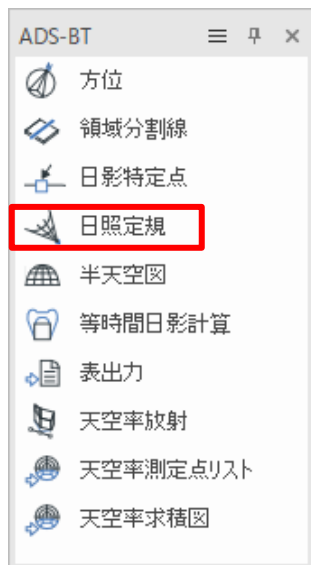 ADS-BT
方位
領域分割線
日影特定点
日照定規
半天空図
等時間日影計算
表出力
天空率放射
天空率測定点リスト
天空率求積図